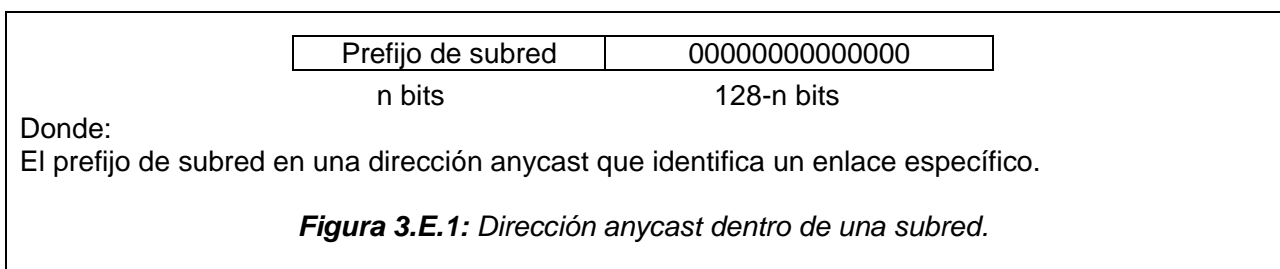 Prefijo de subred 00000000000000
n bits 128-n bits
Donde:
El prefijo de subred en una dirección anycast que identifica un enlace específico.
Figura 3.E.1: Dirección anycast dentro de una subred.